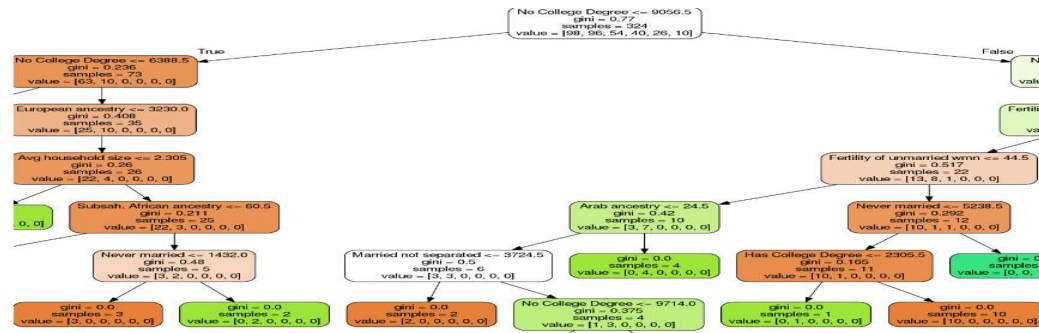 No College Degree <= 9056.5
gini = 0.77
samples = 324
value = [98, 96, 54, 40, 26, 10]
True
False
No College Degree <= 6388.5
gini = 0.236
samples = 73
value = [63, 10, 0, 0, 0, 0]
N
valu
European ancestry <= 3230.0
gini = 0.408
samples = 35
value = [25, 10, 0, 0, 0, 0]
Fertili
va
Avg household size <= 2.305
gini = 0.26
samples = 26
value = [22, 4, 0, 0, 0, 0]
Fertility of unmarried wmn <= 44.5
gini = 0.517
samples = 22
value = [13, 8, 1, 0, 0, 0]
0, 0]
Subsah. African ancestry <= 60.5
gini = 0.211
samples = 25
value = [22, 3, 0, 0, 0, 0]
Arab ancestry <= 24.5
gini = 0.42
samples = 10
value = [3, 7, 0, 0, 0, 0]
Never married <= 5238.5
gini = 0.292
samples = 12
value = [10, 1, 1, 0, 0, 0]
Never married <= 1432.0
gini = 0.48
samples = 5
value = [3, 2, 0, 0, 0, 0]
Married not separated <= 3724.5
gini = 0.5
samples = 6
value = [3, 3, 0, 0, 0, 0]
gini = 0.0
samples = 4
value = [0, 4, 0, 0, 0, 0]
Has College Degree <= 2305.5
gini = 0.165
samples = 11
value = [10, 1, 0, 0, 0, 0]
gini = 0
samples
value = [0, 0,
gini = 0.0
samples = 3
value = [3, 0, 0, 0, 0, 0]
gini = 0.0
samples = 2
value = [0, 2, 0, 0, 0, 0]
gini = 0.0
samples = 2
value = [2, 0, 0, 0, 0, 0]
No College Degree <= 9714.0
gini = 0.375
samples = 4
value = [1, 3, 0, 0, 0, 0]
gini = 0.0
samples = 1
value = [0, 1, 0, 0, 0, 0]
gini = 0.0
samples = 10
value = [10, 0, 0, 0, 0, 0]